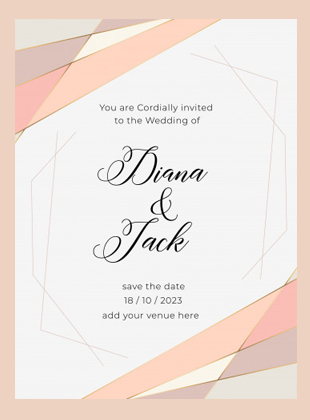 You are Cordially invited
to the Wedding of
Diana
&
Jack
save the date
18 / 10 / 2023
add your venue here